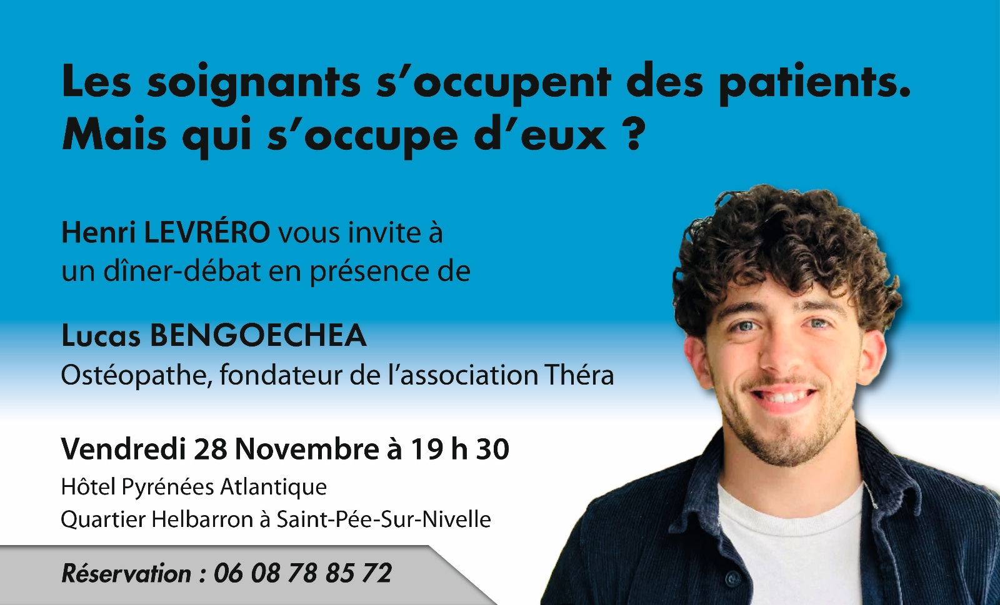 Les soignants s’occupent des patients.
Mais qui s’occupe d’eux ?
Henri LEVRÉRO vous invite à
un dîner-débat en présence de
Lucas BENGOECHEA
Ostéopathe, fondateur de l’association Théra
Vendredi 28 Novembre à 19 h 30
Hôtel Pyrénées Atlantique
Quartier Helbarron à Saint-Pée-Sur-Nivelle
Réservation : 06 08 78 85 72